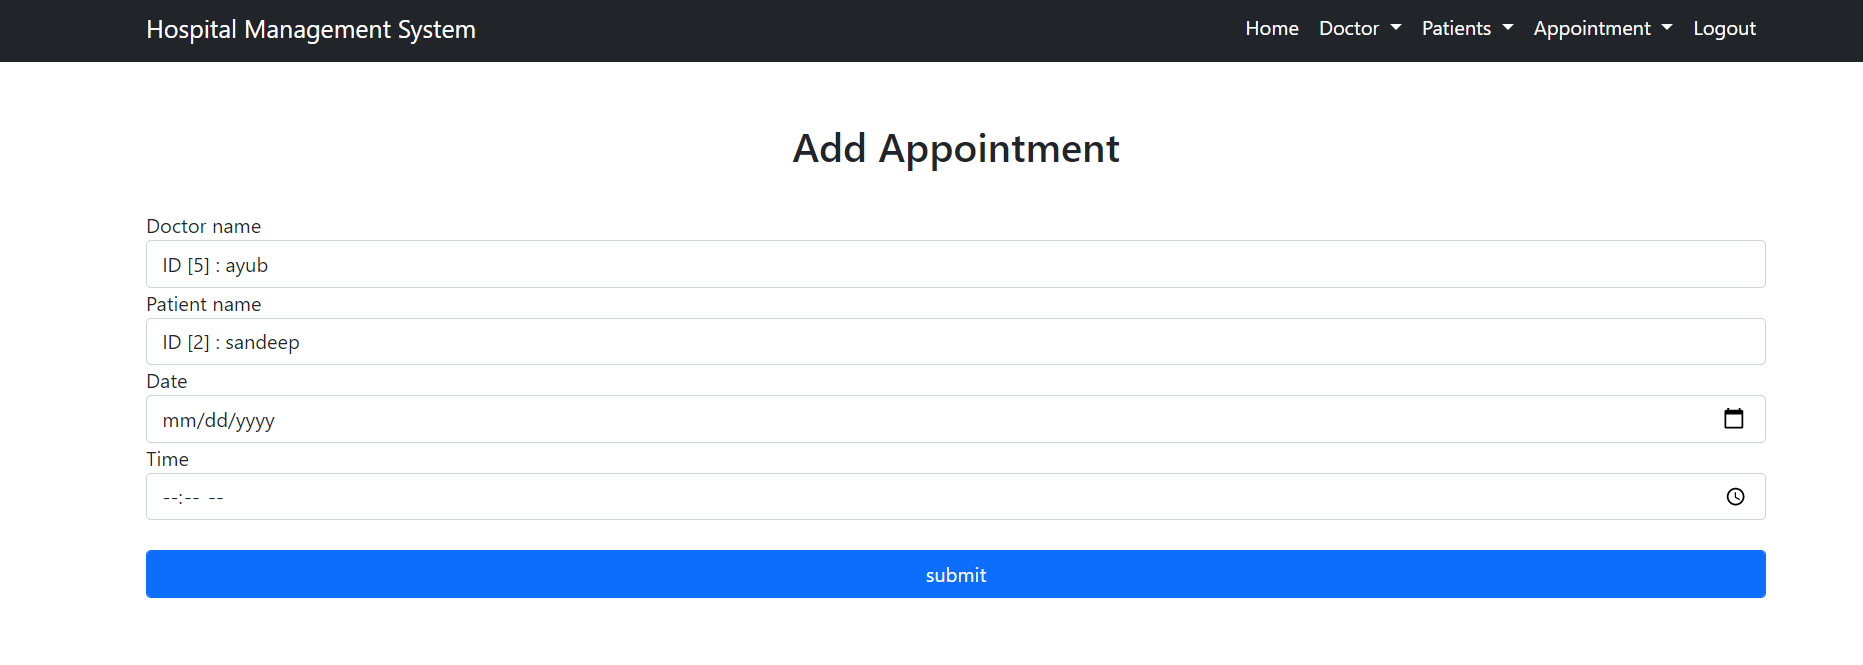 Hospital Management System
Home Doctor Patients Appointment Logout
Add Appointment
Doctor name
ID [5] : ayub
Patient name
ID [2] : sandeep
Date
mm/dd/yyyy
Time
--:-- --
submit